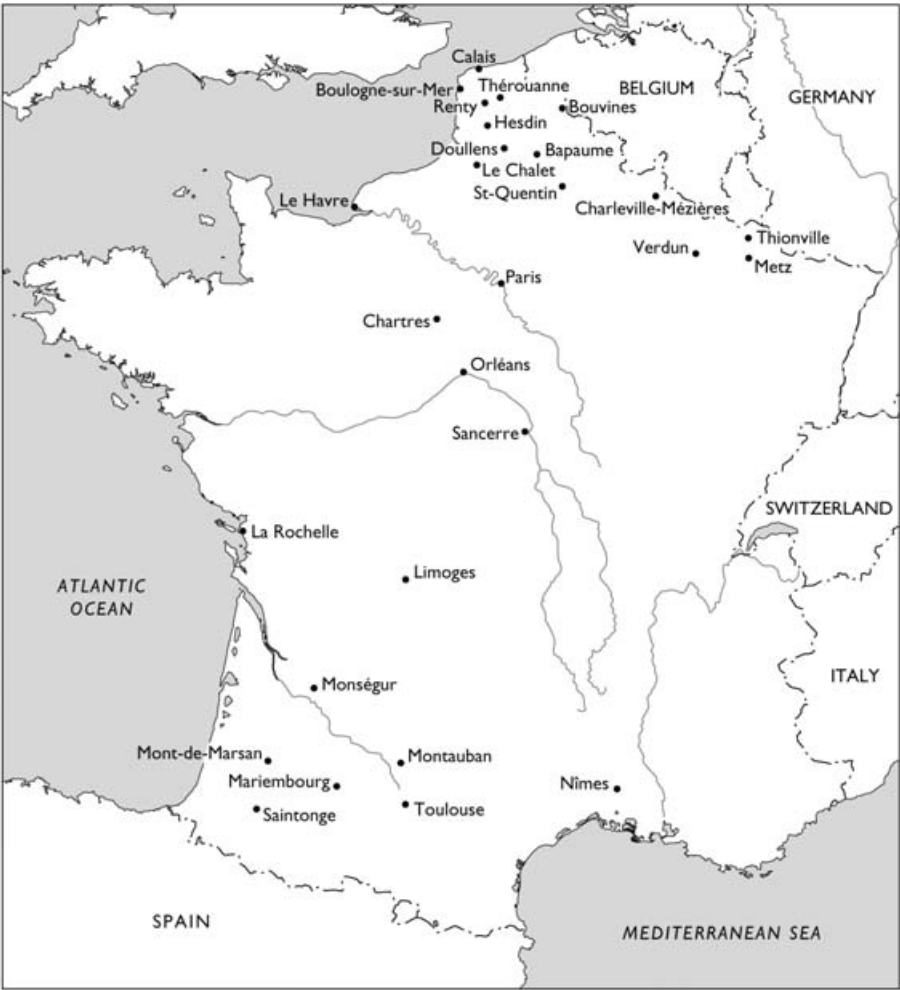 Calais
Boulogne-sur-Mer
Thérouanne
BELGIUM
GERMANY
Renty
Bouvines
Hesdin
Doullens
Bapaume
Le Chalet
St-Quentin
Le Havre
Charleville-Mézières
Thionville
Verdun
Metz
Paris
Chartres
Orléans
Sancerre
SWITZERLAND
La Rochelle
Limoges
ATLANTIC
OCEAN
ITALY
Monségur
Mont-de-Marsan
Montauban
Mariembourg
Nîmes
Saintonge
Toulouse
SPAIN
MEDITERRANEAN SEA